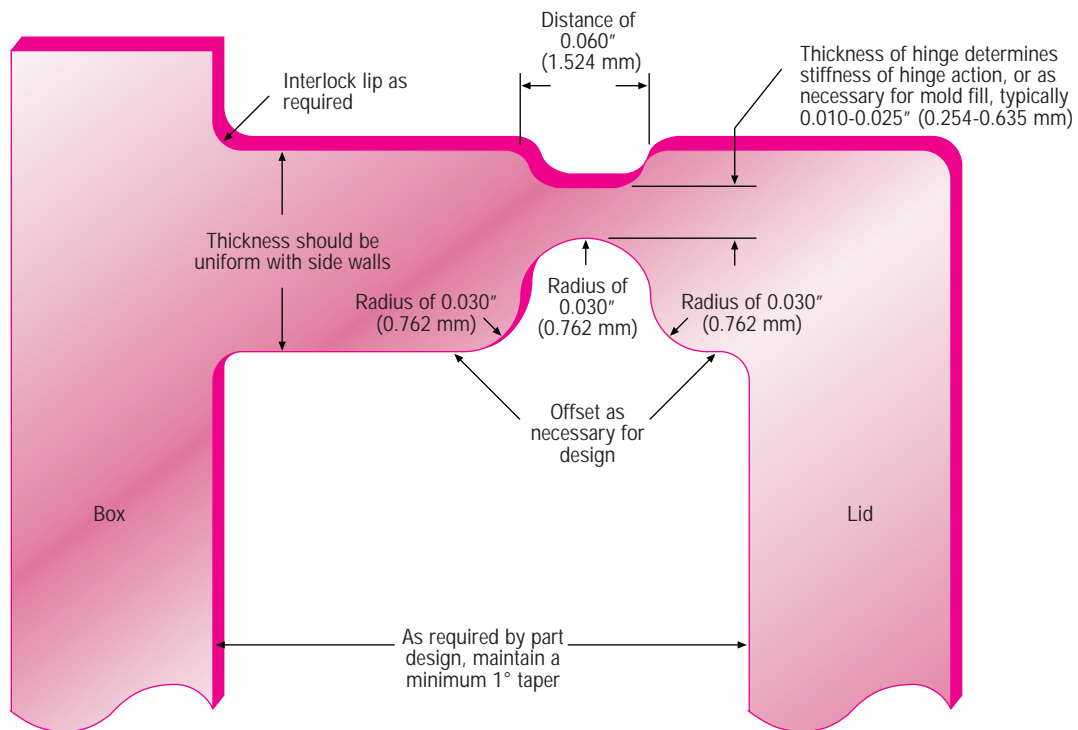 Distance of
0.060″
(1.524 mm)
Thickness of hinge determines
stiffness of hinge action, or as
necessary for mold fill, typically
0.010-0.025″ (0.254-0.635 mm)
Interlock lip as
required
Thickness should be
uniform with side walls
Radius of 0.030″
(0.762 mm)
Radius of
0.030″
(0.762 mm)
Radius of 0.030″
(0.762 mm)
Offset as
necessary for
design
Box
Lid
As required by part
design, maintain a
minimum 1° taper